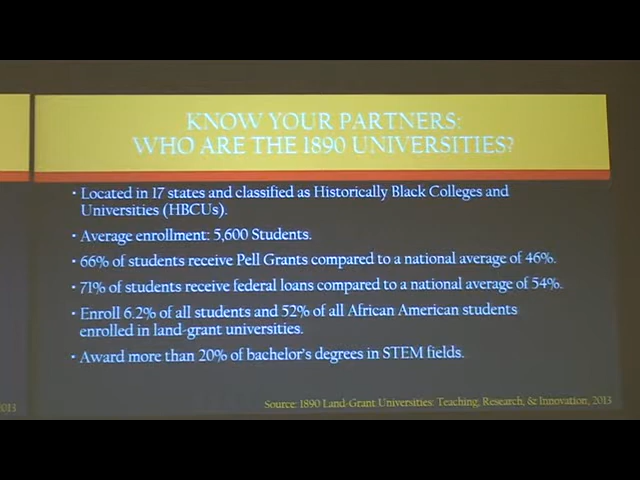 KNOW YOUR PARTNERS:
WHO ARE THE 1890 UNIVERSITIES?
• Located in 17 states and classified as Historically Black Colleges and
Universities (HBCUs).
• Average enrollment: 5,600 Students.
• 66% of students receive Pell Grants compared to a national average of 46%.
• 71% of students receive federal loans compared to a national average of 54%.
• Enroll 6.2% of all students and 52% of all African American students
enrolled in land-grant universities.
• Award more than 20% of bachelor's degrees in STEM fields.
Source: 1890 Land-Grant Universities: Teaching, Research, & Innovation, 2013
2013